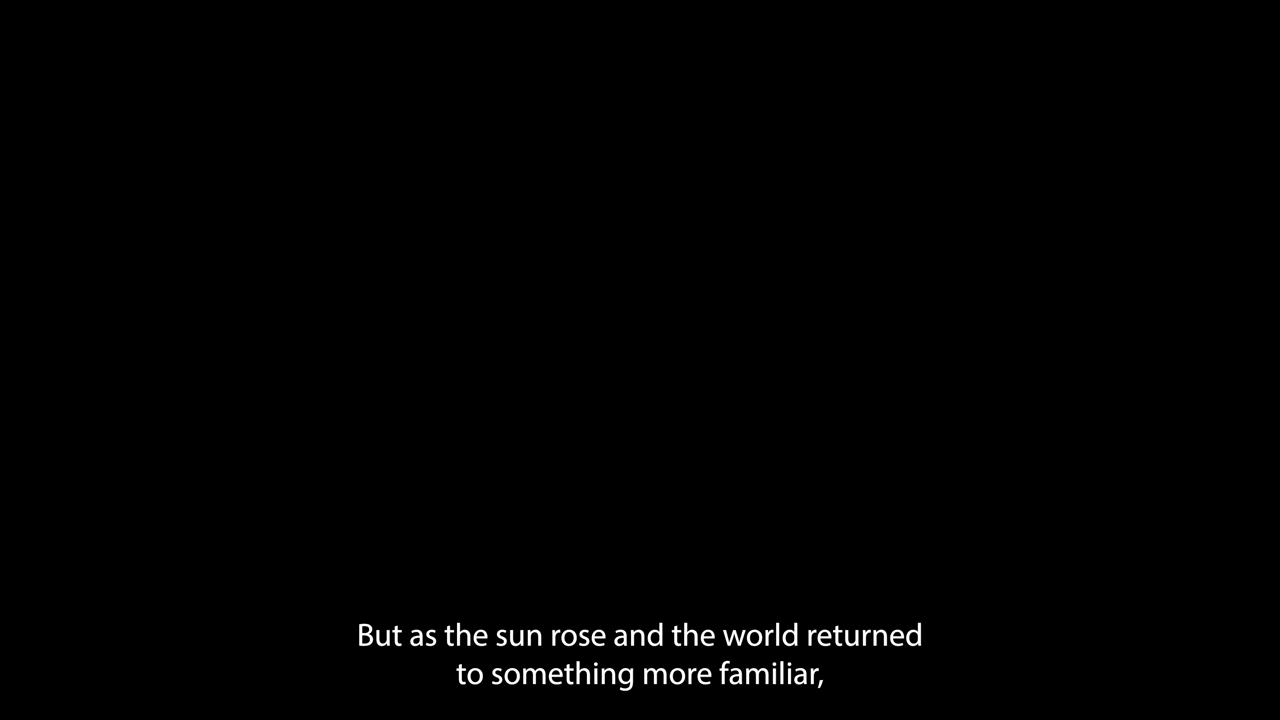 But as the sun rose and the world returned
to something more familiar,